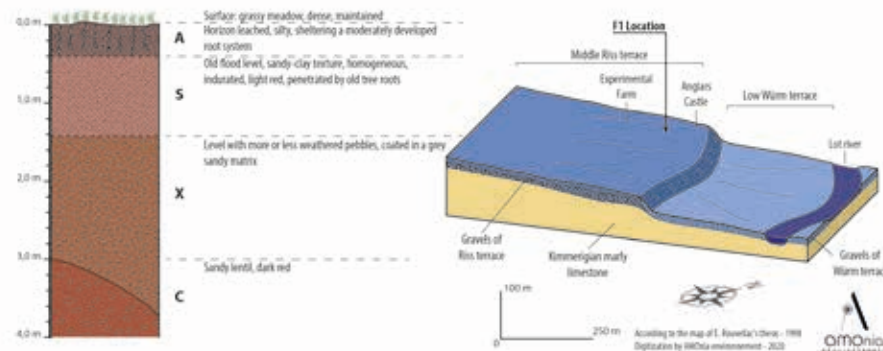 0,0 m
1,0 m
2,0 m
3,0 m
4,0 m
A
S
X
C
Surface: grassy meadow, dense, maintained
Horizon leached, silty, sheltering a moderately developed
root system
Old flood level, sandy-clay texture, homogeneous,
indurated, light red, penetrated by old tree roots
Level with more or less weathered pebbles, coated in a grey
sandy matrix
Sandy lentil, dark red
F1 Location
Middle Riss terrace
Experimental
Farm
Anglars
Castle
Low Würm terrace
Lot river
Gravels of
Riss terrace
Kimmerigian marly
limestone
Gravels of
Würm terrac
100 m
0
250 m
According to the map of E. thesis - 1998
Digitization by AMOnia environnement - 2020
amonia